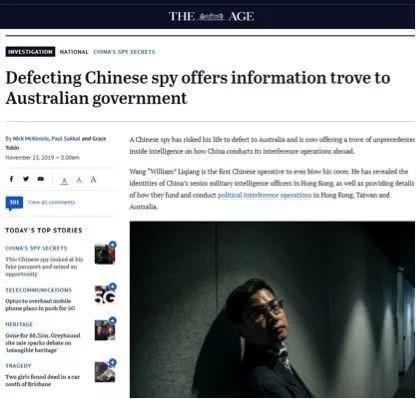 THE AGE
INVESTIGATION NATIONAL CHINA'S SPY SECRETS
Defecting Chinese spy offers information trove to
Australian government
By Nick McKenzie, Paul Sakkal and Grace
Tobin
November 23, 2019 — 3.00am
A A A
101 View all comments
TODAY'S TOP STORIES
CHINA'S SPY SECRETS
This Chinese spy looked at his
fake passport and seized an
opportunity
TELECOMMUNICATIONS
Optus to overhaul mobile
phone plans in push for 5G
5G
HERITAGE
Gone for $0.25m, Greyhound
site sale sparks debate on
'intangible heritage'
TRAGEDY
Two girls found dead in a car
south of Brisbane
A Chinese spy has risked his life to defect to Australia and is now offering a trove of unprecedented
inside intelligence on how China conducts its interference operations abroad.
Wang "William" Liqiang is the first Chinese operative to ever blow his cover. He has revealed the
identities of China's senior military intelligence officers in Hong Kong, as well as providing details
of how they fund and conduct political interference operations in Hong Kong, Taiwan and
Australia.